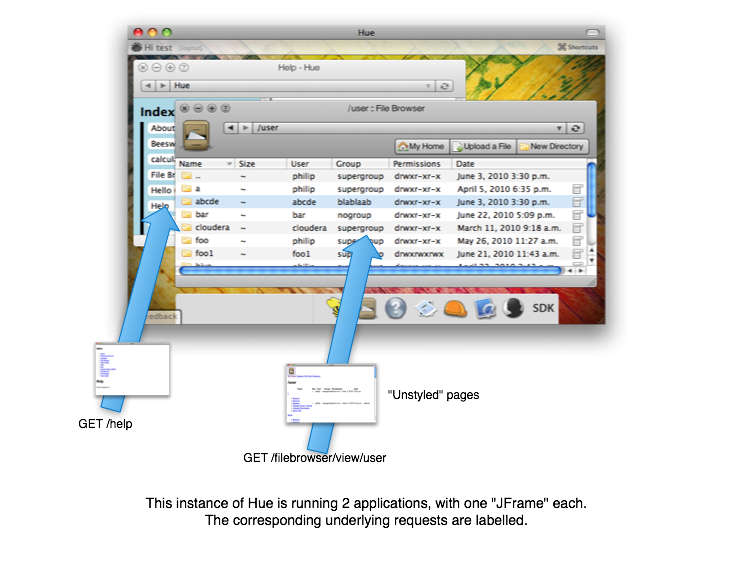 Hue
Hi test [logout]
Shortcuts
Help - Hue
Hue
Index
About
Beesw
calcula
File Br
Hello
Help
/user :: File Browser
/user
My Home Upload a File New Directory
Name Size User Group Permissions Date
.. ~ philip supergroup drwxr-xr-x June 3, 2010 3:30 p.m.
a ~ philip supergroup drwxr-xr-x April 5, 2010 6:35 p.m.
abcde ~ abcde blablaab drwxr-xr-x June 3, 2010 3:30 p.m.
bar ~ bar nogroup drwxr-xr-x June 22, 2010 5:09 p.m.
cloudera ~ cloudera supergroup drwxr-xr-x March 11, 2010 9:18 a.m.
foo ~ philip supergroup drwxr-xr-x May 26, 2010 11:27 a.m.
foo1 ~ foo1 supergroup drwxrwxrwx June 21, 2010 11:43 a.m.
SDK
eedback
Help
"Unstyled" pages
GET /help
GET /filebrowser/view/user
This instance of Hue is running 2 applications, with one "JFrame" each.
The corresponding underlying requests are labelled.